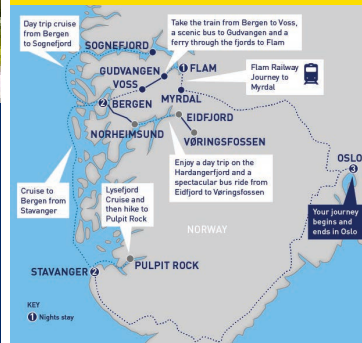 Day trip cruise
from Bergen
to Sognefjord
Take the train from Bergen to Voss,
a scenic bus to Gudvangen and a
ferry through the fjords to Flam
SOGNEFJORD
GUDVANGEN
VOSS
1 FLAM
Flam Railway
Journey to
Myrdal
2 BERGEN
MYRDAL
NORHEIMSUND
EIDFJORD
VØRINGSFOSSEN
OSLO
3
Cruise to
Bergen from
Stavanger
Lysefjord
Cruise and
then hike to
Pulpit Rock
Enjoy a day trip on the
Hardangerfjord and a
spectacular bus ride from
Eidfjord to Vøringsfossen
Your journey
begins and
ends in Oslo
NORWAY
STAVANGER 2
PULPIT ROCK
KEY
1 Nights stay